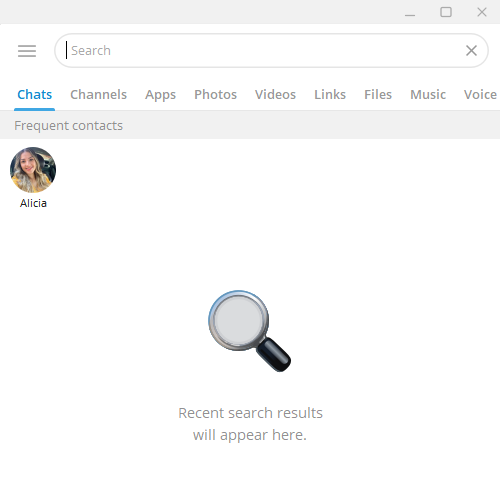 Search
Chats Channels Apps Photos Videos Links Files Music Voice
Frequent contacts
Alicia
Recent search results
will appear here.